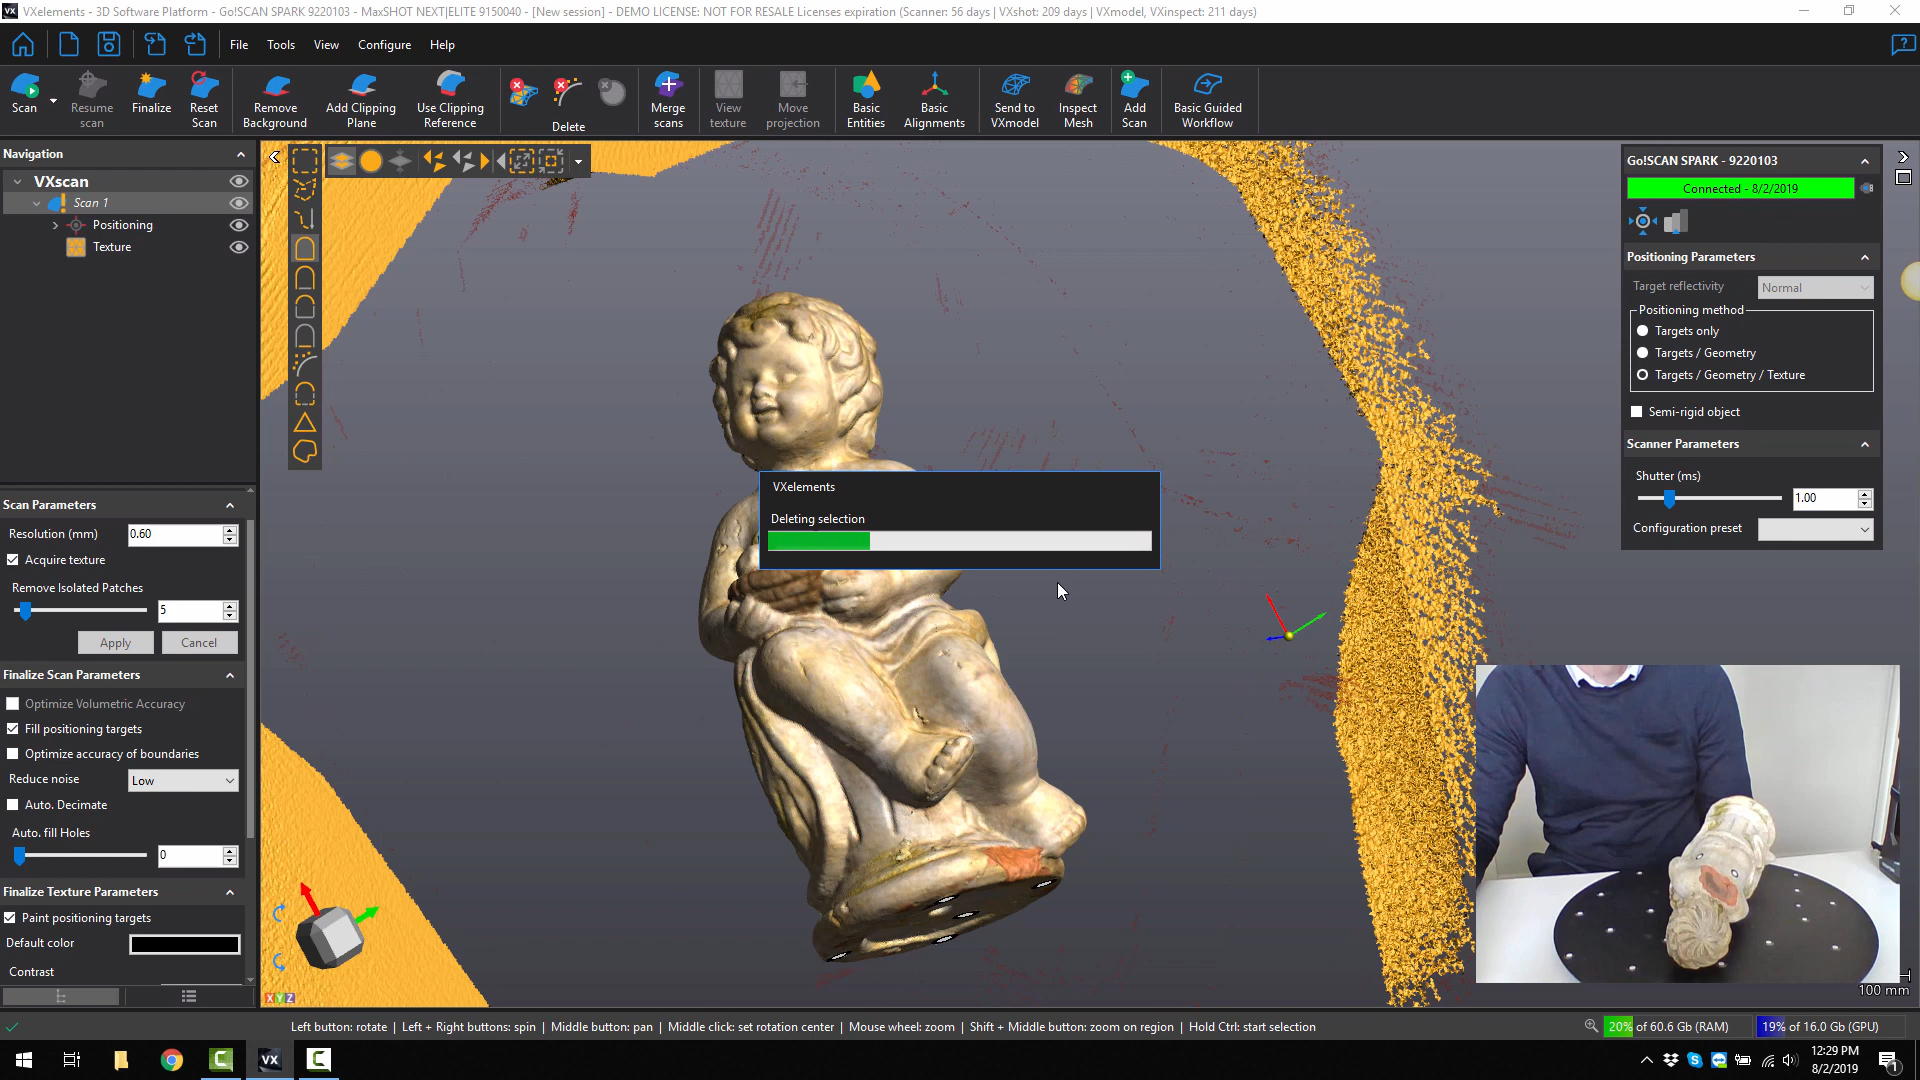 VXelements - 3D Software Platform - Go!SCAN SPARK 9220103 - MaxSHOT NEXT|ELITE 9150040 - [New session] - DEMO LICENSE: NOT FOR RESALE Licenses expiration (Scanner: 56 days | VXshot: 209 days | VXmodel, VXinspect: 211 days)
File Tools View Configure Help
Scan
Resume scan
Finalize
Reset Scan
Remove Background
Add Clipping Plane
Use Clipping Reference
Delete
Merge scans
View texture
Move projection
Basic Entities
Basic Alignments
Send to VXmodel
Inspect Mesh
Add Scan
Basic Guided Workflow
Navigation
VXscan
Scan 1
Positioning
Texture
Scan Parameters
Resolution (mm) 0.60
Acquire texture
Remove Isolated Patches
5
Apply Cancel
Finalize Scan Parameters
Optimize Volumetric Accuracy
Fill positioning targets
Optimize accuracy of boundaries
Reduce noise Low
Auto. Decimate
Auto. fill Holes
0
Finalize Texture Parameters
Paint positioning targets
Default color
Contrast
VXelements
Deleting selection
XYZ
Go!SCAN SPARK - 9220103
Connected - 8/2/2019
Positioning Parameters
Target reflectivity Normal
Positioning method
Targets only
Targets / Geometry
Targets / Geometry / Texture
Semi-rigid object
Scanner Parameters
Shutter (ms)
1.00
Configuration preset
100 mm
Left button: rotate | Left + Right buttons: spin | Middle button: pan | Middle click: set rotation center | Mouse wheel: zoom | Shift + Middle button: zoom on region | Hold Ctrl: start selection
20% of 60.6 Gb (RAM) 19% of 16.0 Gb (GPU)
VX
12:29 PM
8/2/2019
1